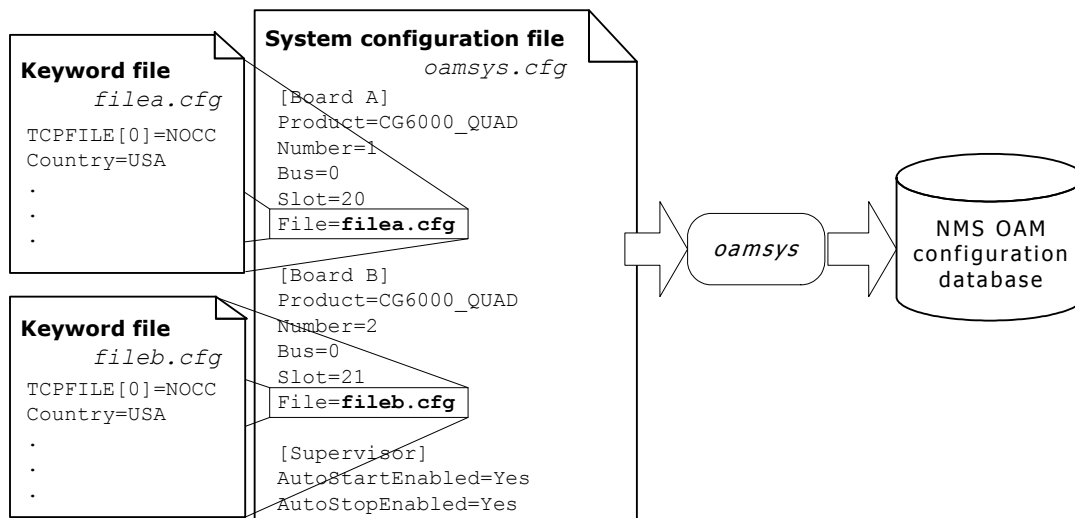 Keyword file
filea.cfg
TCPFILE[0]=NOCC
Country=USA
.
.
.
Keyword file
fileb.cfg
TCPFILE[0]=NOCC
Country=USA
.
.
.
System configuration file
oamsys.cfg
[Board A]
Product=CG6000_QUAD
Number=1
Bus=0
Slot=20
File=filea.cfg
[Board B]
Product=CG6000_QUAD
Number=2
Bus=0
Slot=21
File=fileb.cfg
[Supervisor]
AutoStartEnabled=Yes
AutoStopEnabled=Yes
oamsys
NMS OAM
configuration
database